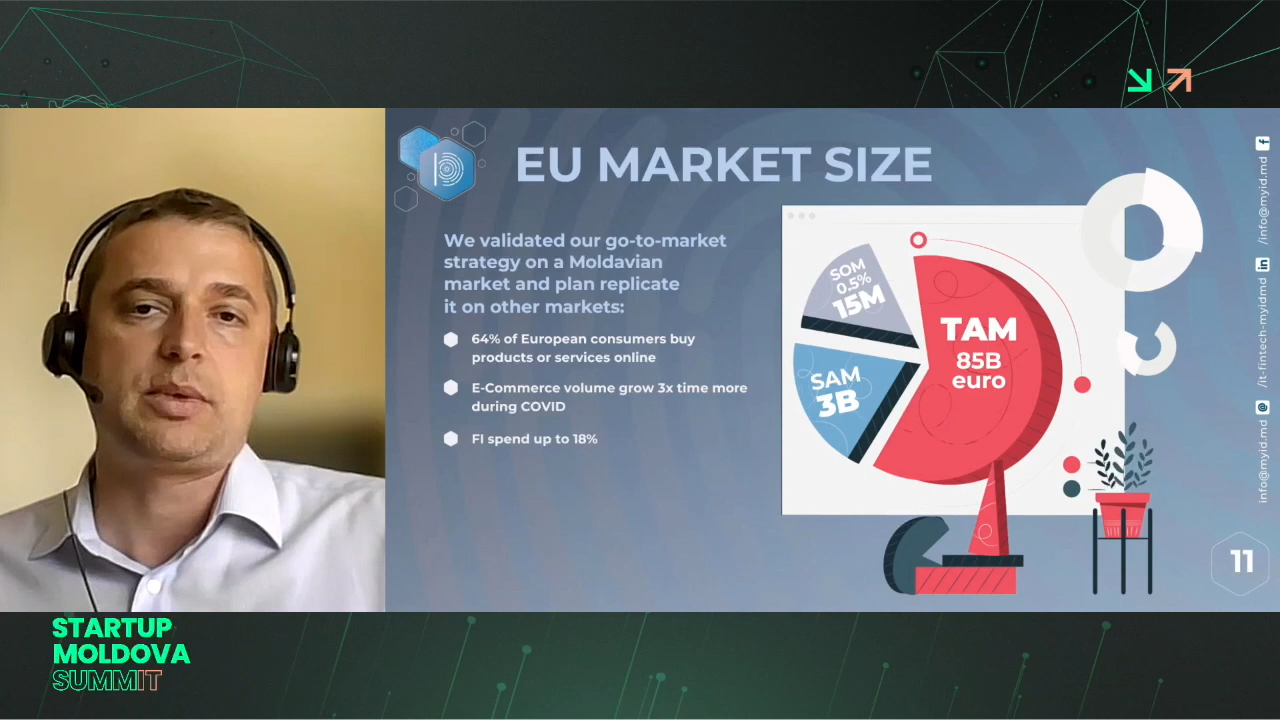 EU MARKET SIZE
We validated our go-to-market
strategy on a Moldavian
market and plan replicate
it on other markets:
64% of European consumers buy
products or services online
E-Commerce volume grow 3x time more
during COVID
FI spend up to 18%
SOM
0.5%
15M
SAM
3B
TAM
85B
euro
/info@myid.md
/it-fintech-myidmd
info@myid.md
11
STARTUP
MOLDOVA
SUMMIT